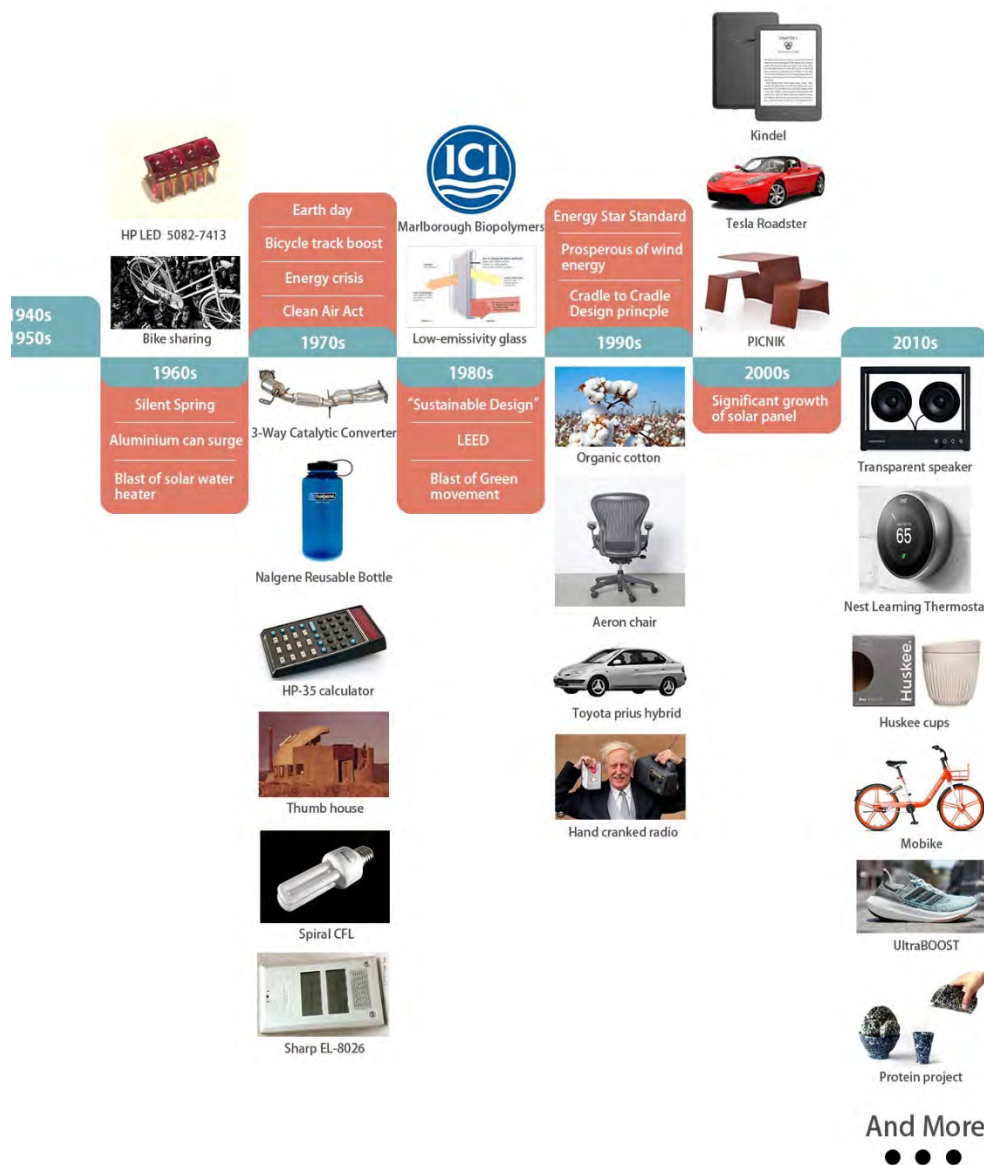 1940s
1950s
HP LED 5082-7413
Bike sharing
1960s
Silent Spring
Aluminium can surge
Blast of solar water
heater
Earth day
Bicycle track boost
Energy crisis
Clean Air Act
1970s
3-Way Catalytic Converter
nalgene
Nalgene Reusable Bottle
HP-35 calculator
Thumb house
Spiral CFL
Sharp EL-8026
ICI
Marlborough Biopolymers
Low-emissivity glass
1980s
"Sustainable Design"
LEED
Blast of Green
movement
Energy Star Standard
Prosperous of wind
energy
Cradle to Cradle
Design princple
1990s
Organic cotton
Aeron chair
Toyota prius hybrid
Hand cranked radio
Kindel
Tesla Roadster
PICNIK
2000s
Significant growth
of solar panel
2010s
Transparent speaker
65
Nest Learning Thermosta
Huskee.
Huskee cups
Mobike
UltraBOOST
Protein project
And More